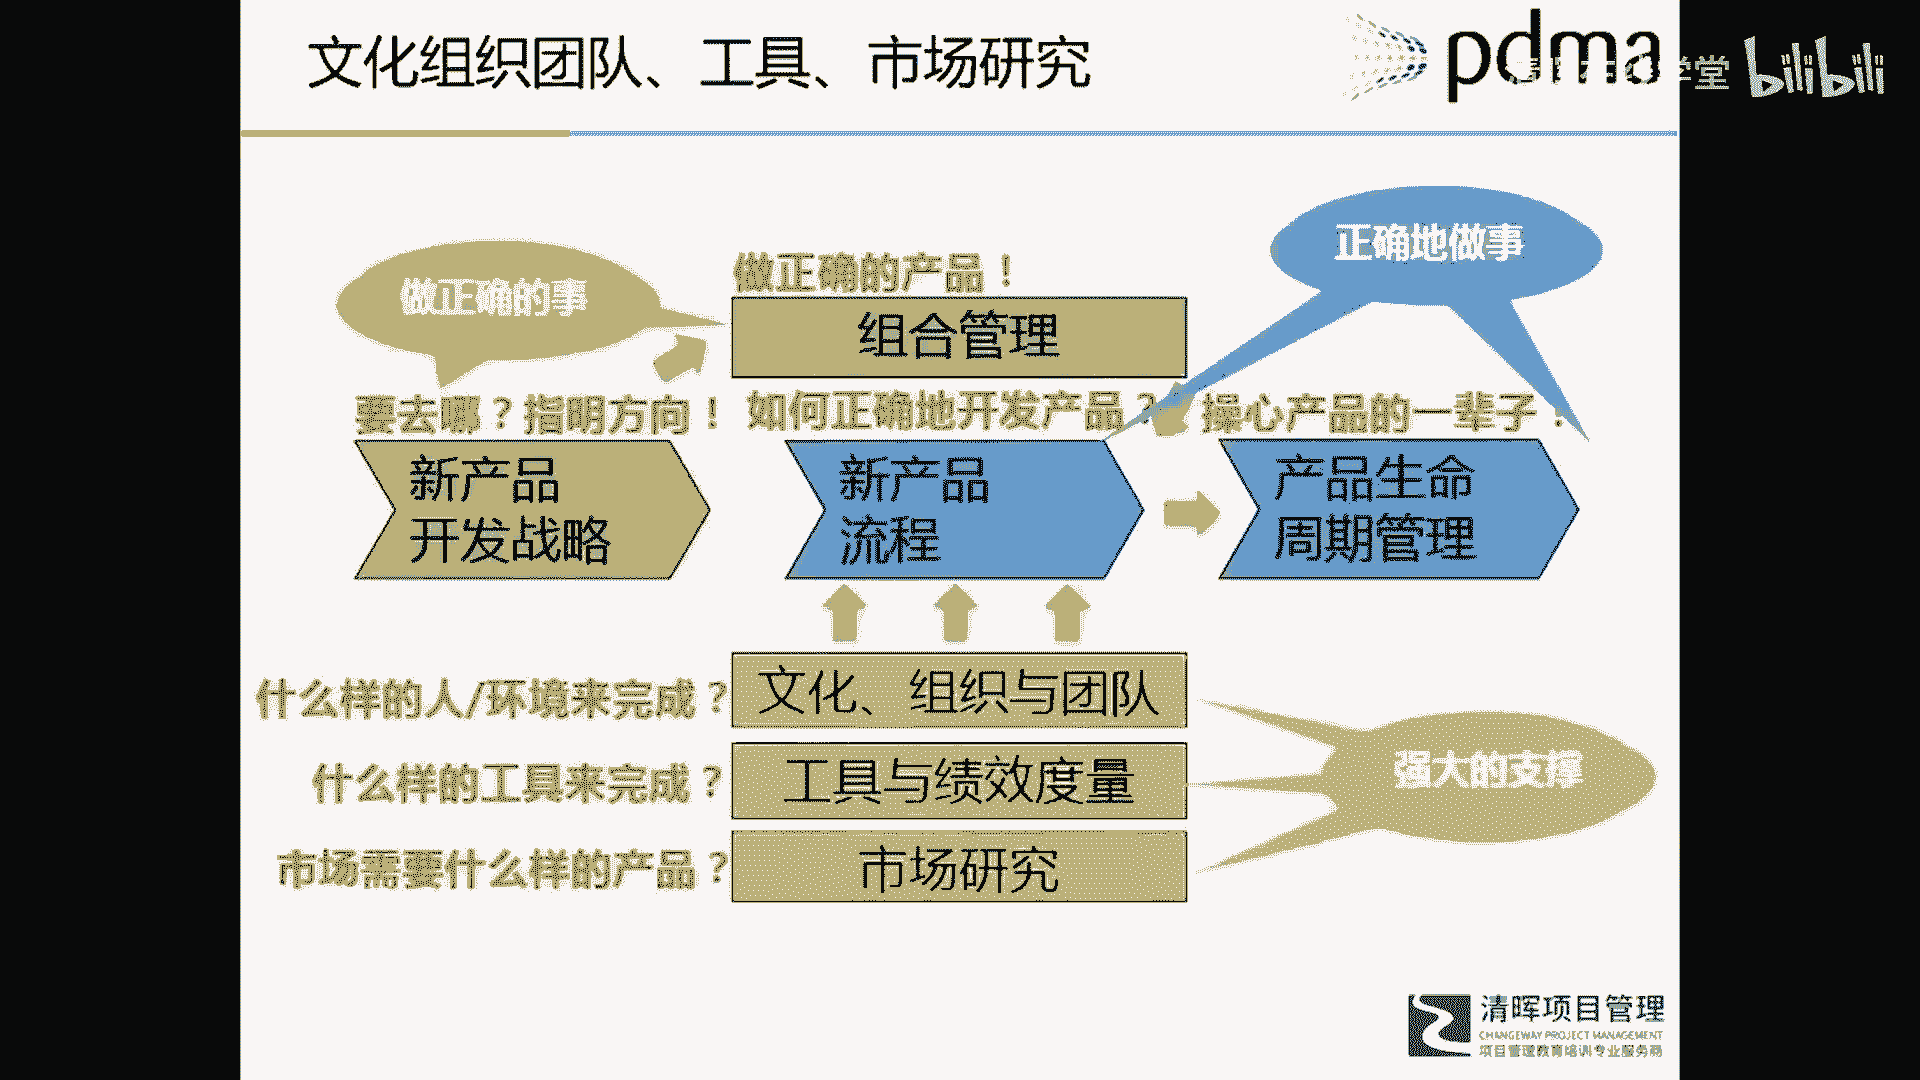 文化组织团队、工具、市场研究
pdma
学堂 bilibili
正确地做事
做正确的事
做正确的产品！
组合管理
要去哪？指明方向！
如何正确地开发产品？
操心产品的一辈子！
新产品
开发战略
新产品
流程
产品生命
周期管理
什么样的人/环境来完成？
文化、组织与团队
什么样的工具来完成？
工具与绩效度量
强大的支撑
市场需要什么样的产品？
市场研究
清晖项目管理
CHANGEWAY PROJECT MANAGEMENT
项目管理教育培训专业服务商